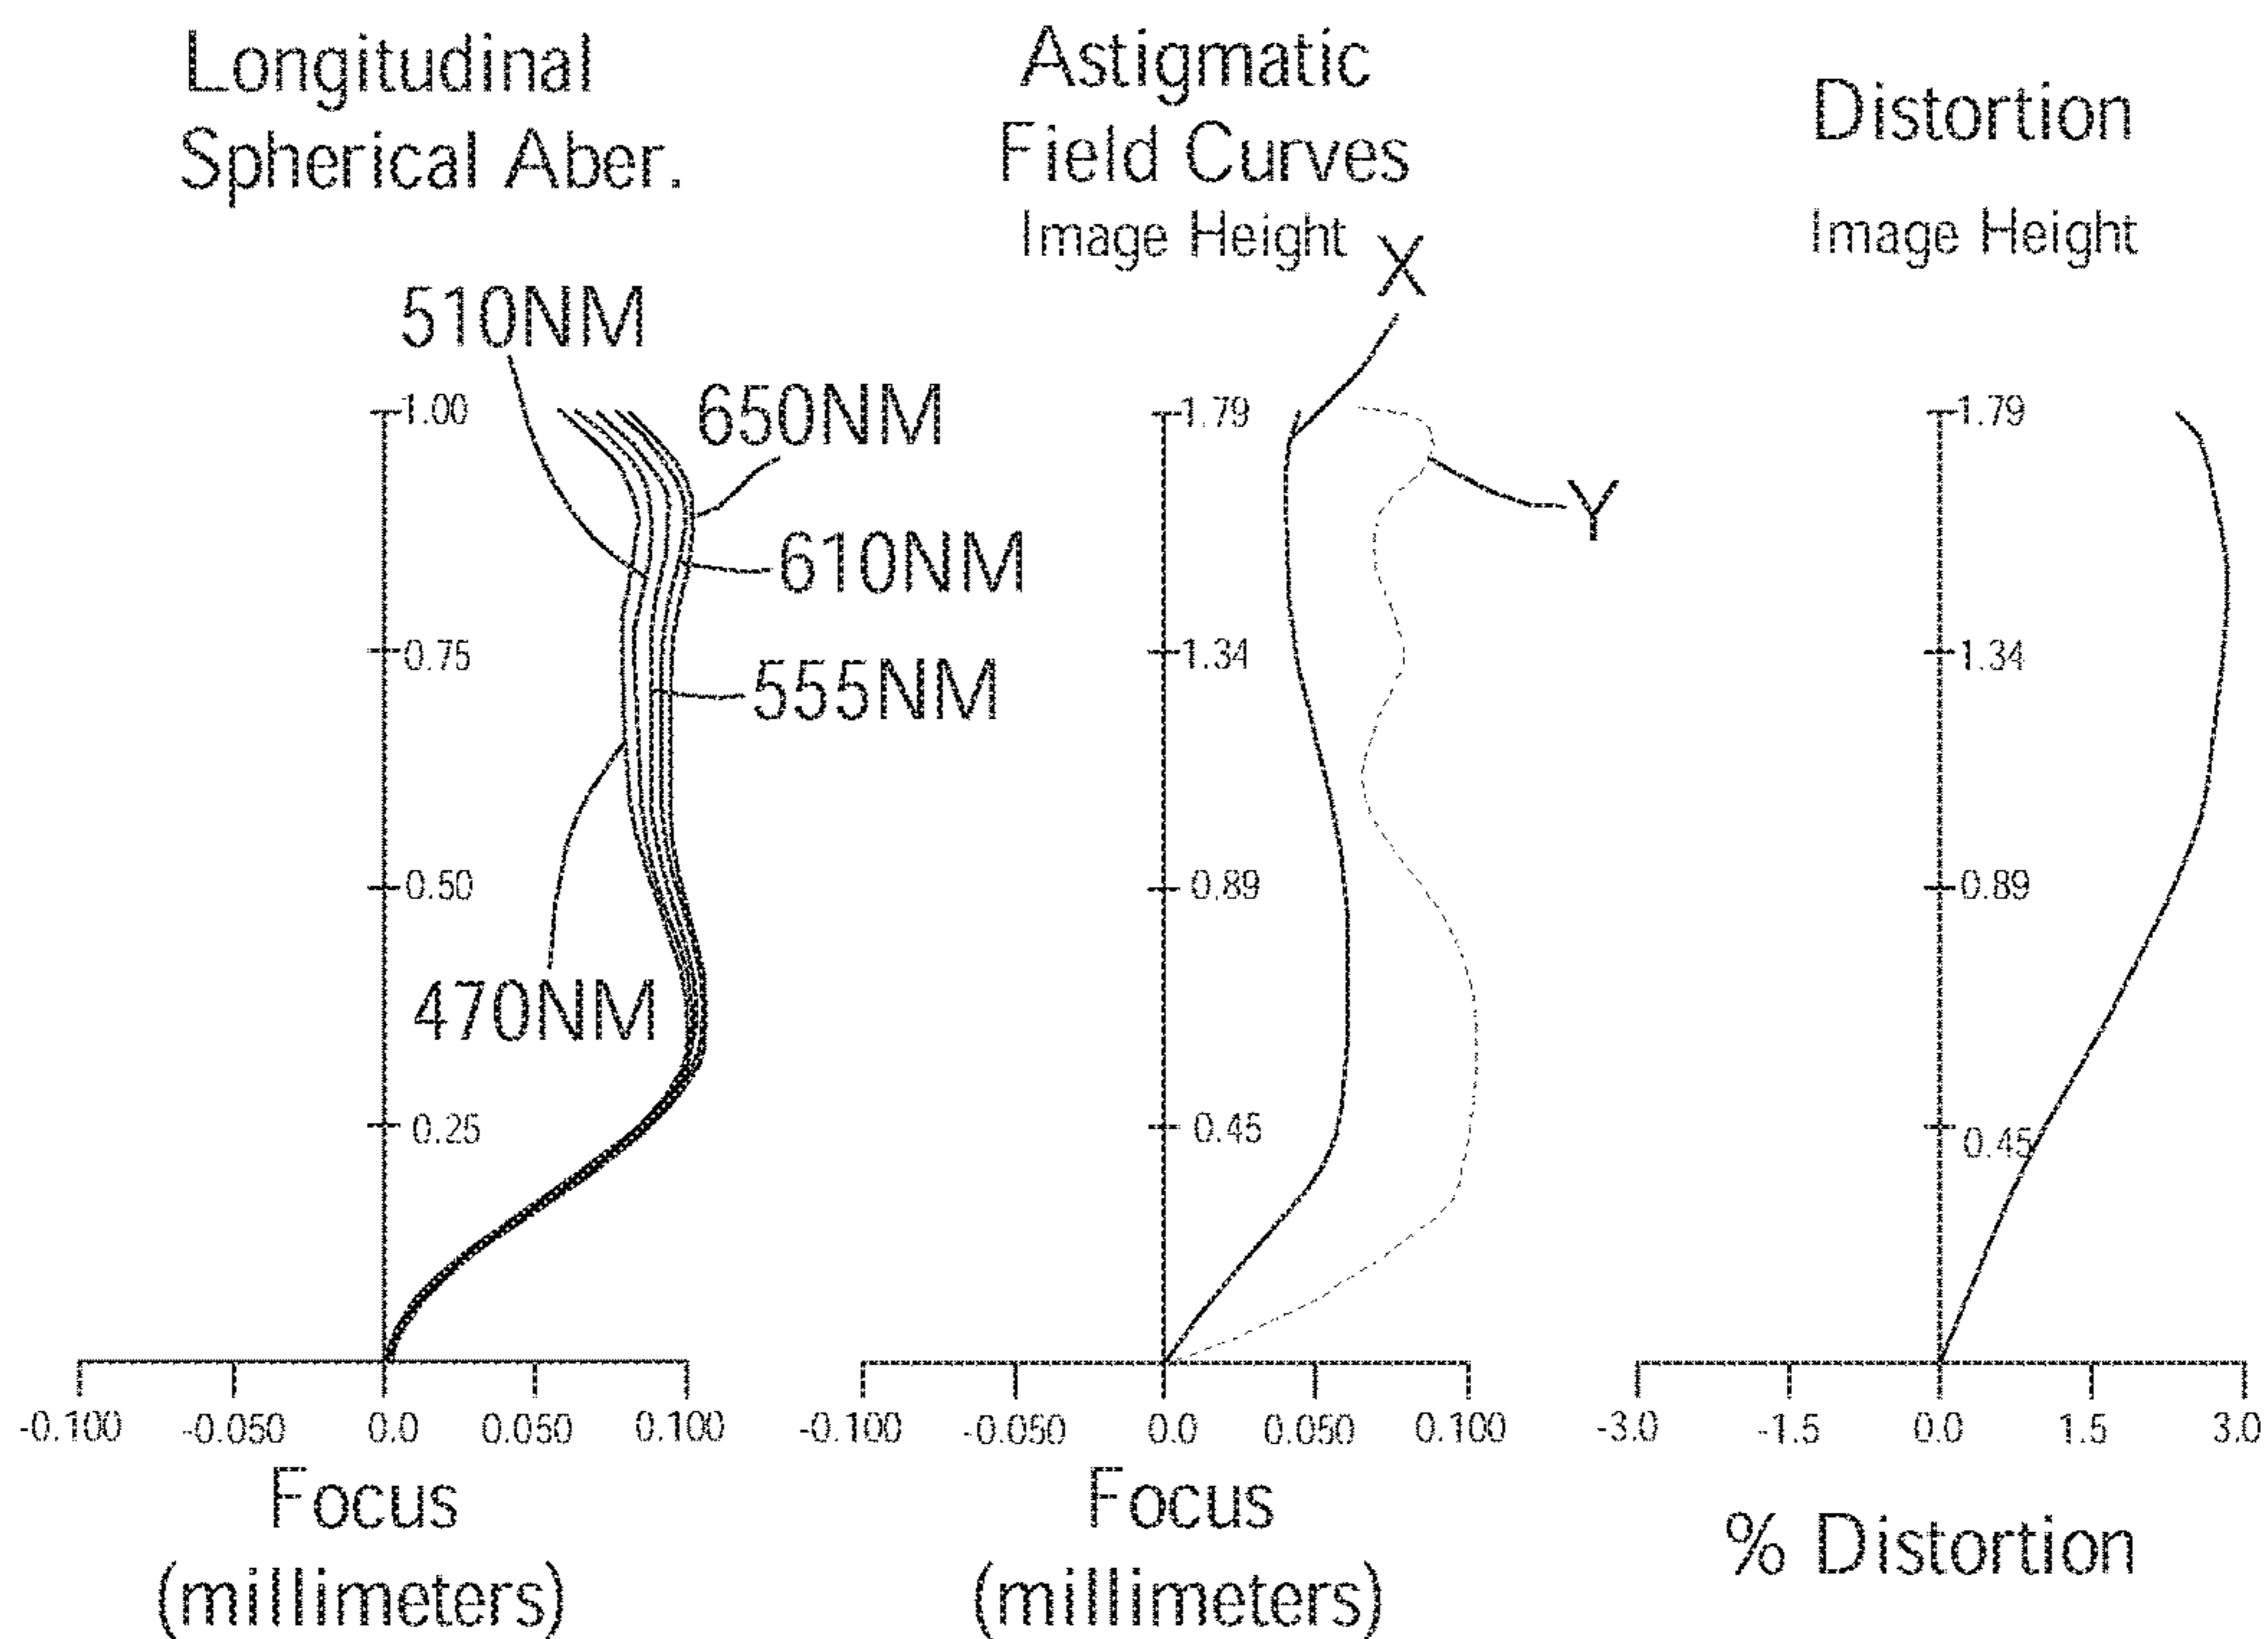 Longitudinal
Spherical Aber.
510NM
650NM
610NM
555NM
470NM
1.00
0.75
0.50
0.25
-0.100
-0.050
0.0
0.050
0.100
Focus
(millimeters)
Astigmatic
Field Curves
Image Height
X
Y
1.79
1.34
0.89
0.45
-0.100
-0.050
0.0
0.050
0.100
Focus
(millimeters)
Distortion
Image Height
1.79
1.34
0.89
0.45
-3.0
-1.5
0.0
1.5
3.0
% Distortion